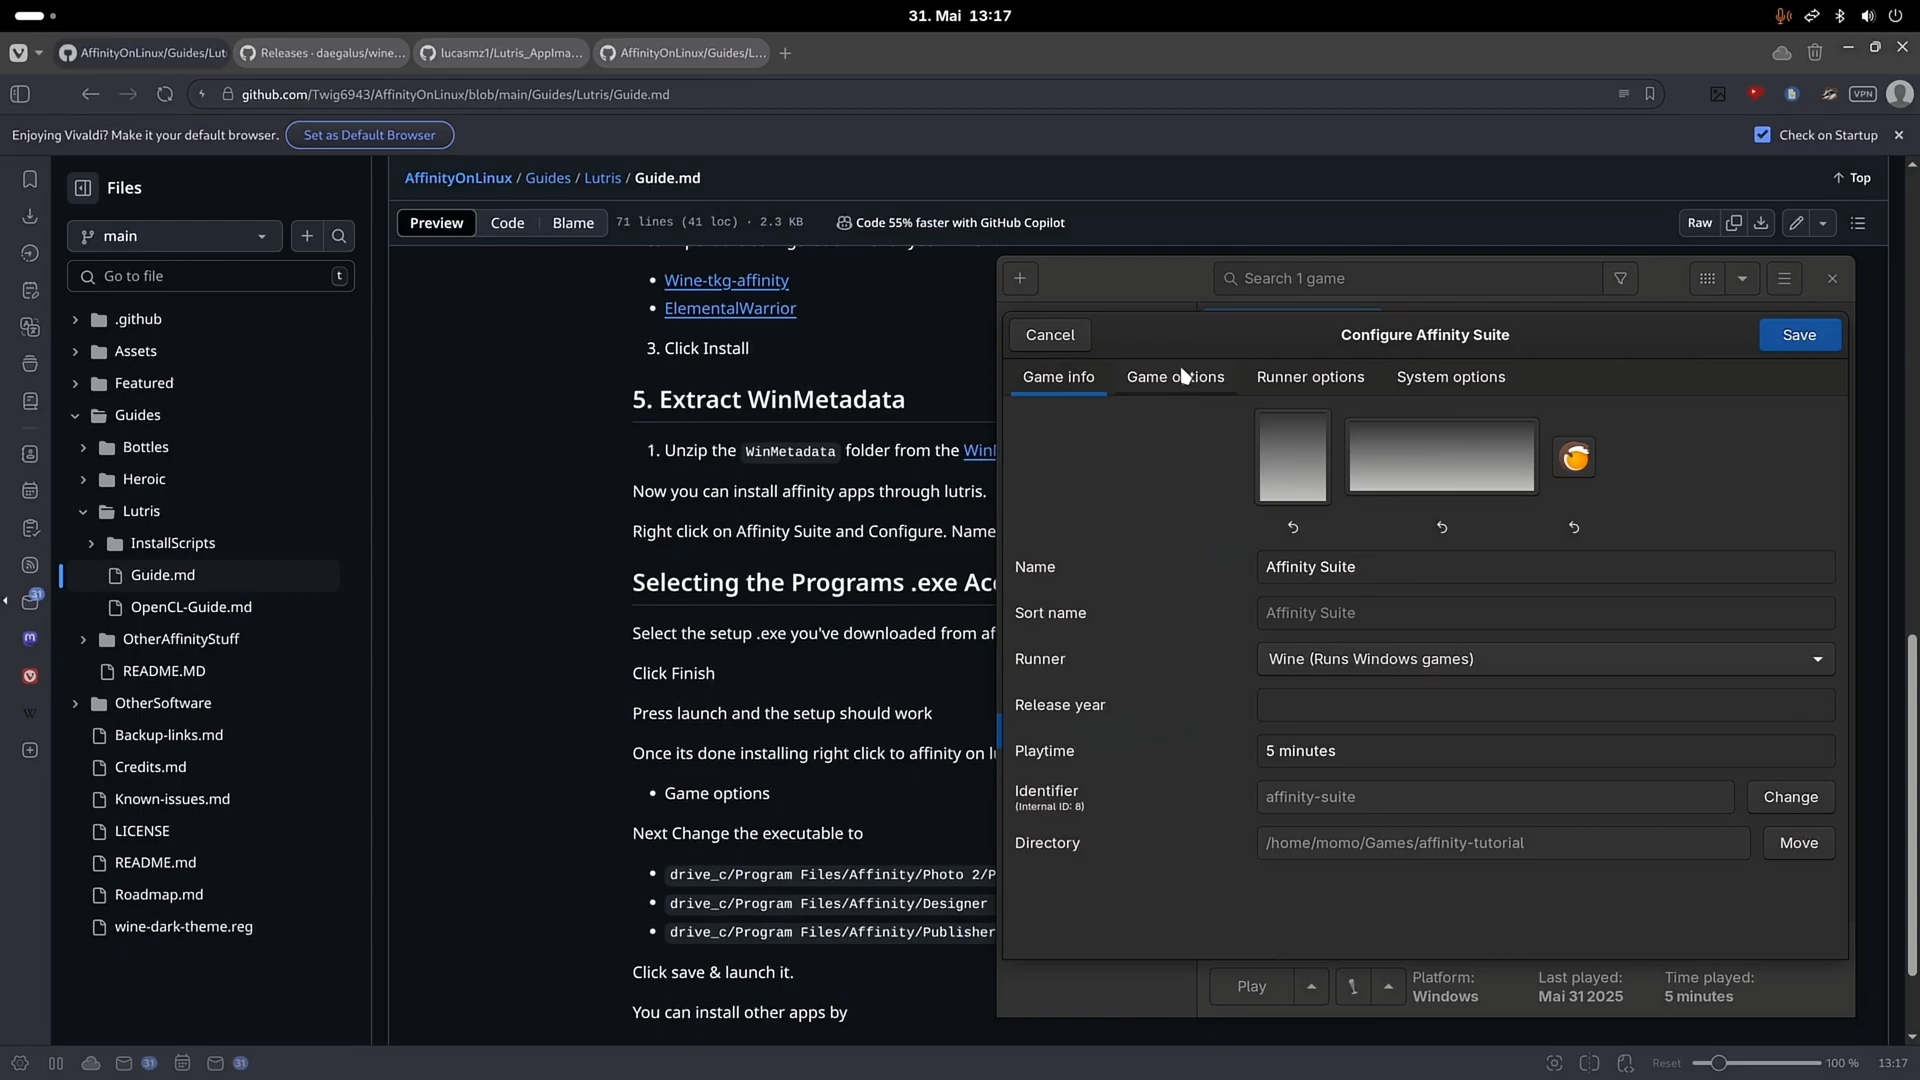 31. Mai 13:17
AffinityOnLinux/Guides/Lut
Releases · daegalus/wine...
lucasmz1/Lutris_AppIma...
AffinityOnLinux/Guides/L...
github.com/Twig6943/AffinityOnLinux/blob/main/Guides/Lutris/Guide.md
VPN
Enjoying Vivaldi? Make it your default browser.
Set as Default Browser
Check on Startup
Files
main
Go to file
t
.github
Assets
Featured
Guides
Bottles
Heroic
Lutris
InstallScripts
Guide.md
OpenCL-Guide.md
OtherAffinityStuff
README.MD
OtherSoftware
Backup-links.md
Credits.md
Known-issues.md
LICENSE
README.md
Roadmap.md
wine-dark-theme.reg
31
AffinityOnLinux / Guides / Lutris / Guide.md
Top
Preview
Code
Blame
71 lines (41 loc) · 2.3 KB
Code 55% faster with GitHub Copilot
Raw
Wine-tkg-affinity
ElementalWarrior
3. Click Install
5. Extract WinMetadata
1. Unzip the WinMetadata folder from the Win
Now you can install affinity apps through lutris.
Right click on Affinity Suite and Configure. Name
Selecting the Programs .exe Acc
Select the setup .exe you've downloaded from af
Click Finish
Press launch and the setup should work
Once its done installing right click to affinity on lu
Game options
Next Change the executable to
drive_c/Program Files/Affinity/Photo 2/P
drive_c/Program Files/Affinity/Designer
drive_c/Program Files/Affinity/Publisher
Click save & launch it.
You can install other apps by
Search 1 game
Cancel
Configure Affinity Suite
Save
Game info
Game options
Runner options
System options
Name
Affinity Suite
Sort name
Affinity Suite
Runner
Wine (Runs Windows games)
Release year
Playtime
5 minutes
Identifier
(Internal ID: 8)
affinity-suite
Change
Directory
/home/momo/Games/affinity-tutorial
Move
Play
Platform:
Windows
Last played:
Mai 31 2025
Time played:
5 minutes
31
31
Reset
100 %
13:17